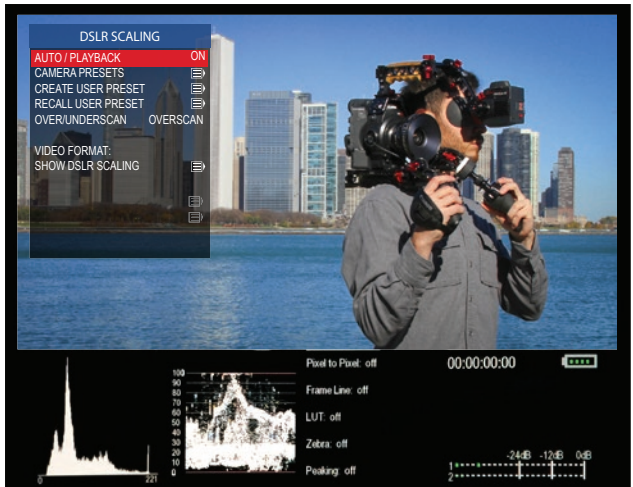 DSLR SCALING
AUTO / PLAYBACK ON
CAMERA PRESETS
CREATE USER PRESET
RECALL USER PRESET
OVER/UNDERSCAN OVERSCAN
VIDEO FORMAT:
SHOW DSLR SCALING
Pixel to Pixel: off
00:00:00:00
Frame Line: off
LUT: off
Zebra: off
Peaking: off
100
90
80
70
60
50
40
30
20
10
0
0 221
-24dB -12dB 0dB
1
2